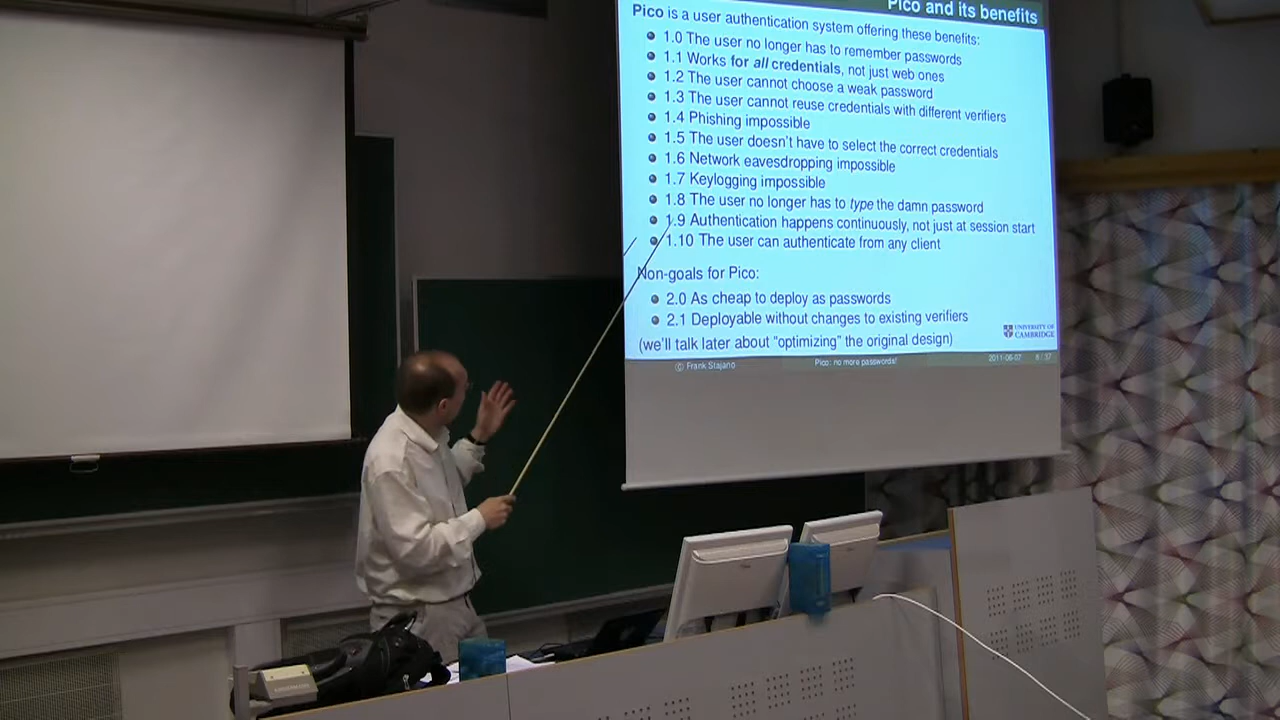 Pico and its benefits
Pico is a user authentication system offering these benefits:
1.0 The user no longer has to remember passwords
1.1 Works for all credentials, not just web ones
1.2 The user cannot choose a weak password
1.3 The user cannot reuse credentials with different verifiers
1.4 Phishing impossible
1.5 The user doesn't have to select the correct credentials
1.6 Network eavesdropping impossible
1.7 Keylogging impossible
1.8 The user no longer has to type the damn password
1.9 Authentication happens continuously, not just at session start
1.10 The user can authenticate from any client
Non-goals for Pico:
2.0 As cheap to deploy as passwords
2.1 Deployable without changes to existing verifiers
(we'll talk later about "optimizing" the original design)
UNIVERSITY OF
CAMBRIDGE
© Frank Stajano
Pico: no more passwords!
2011-06-07
8 / 37